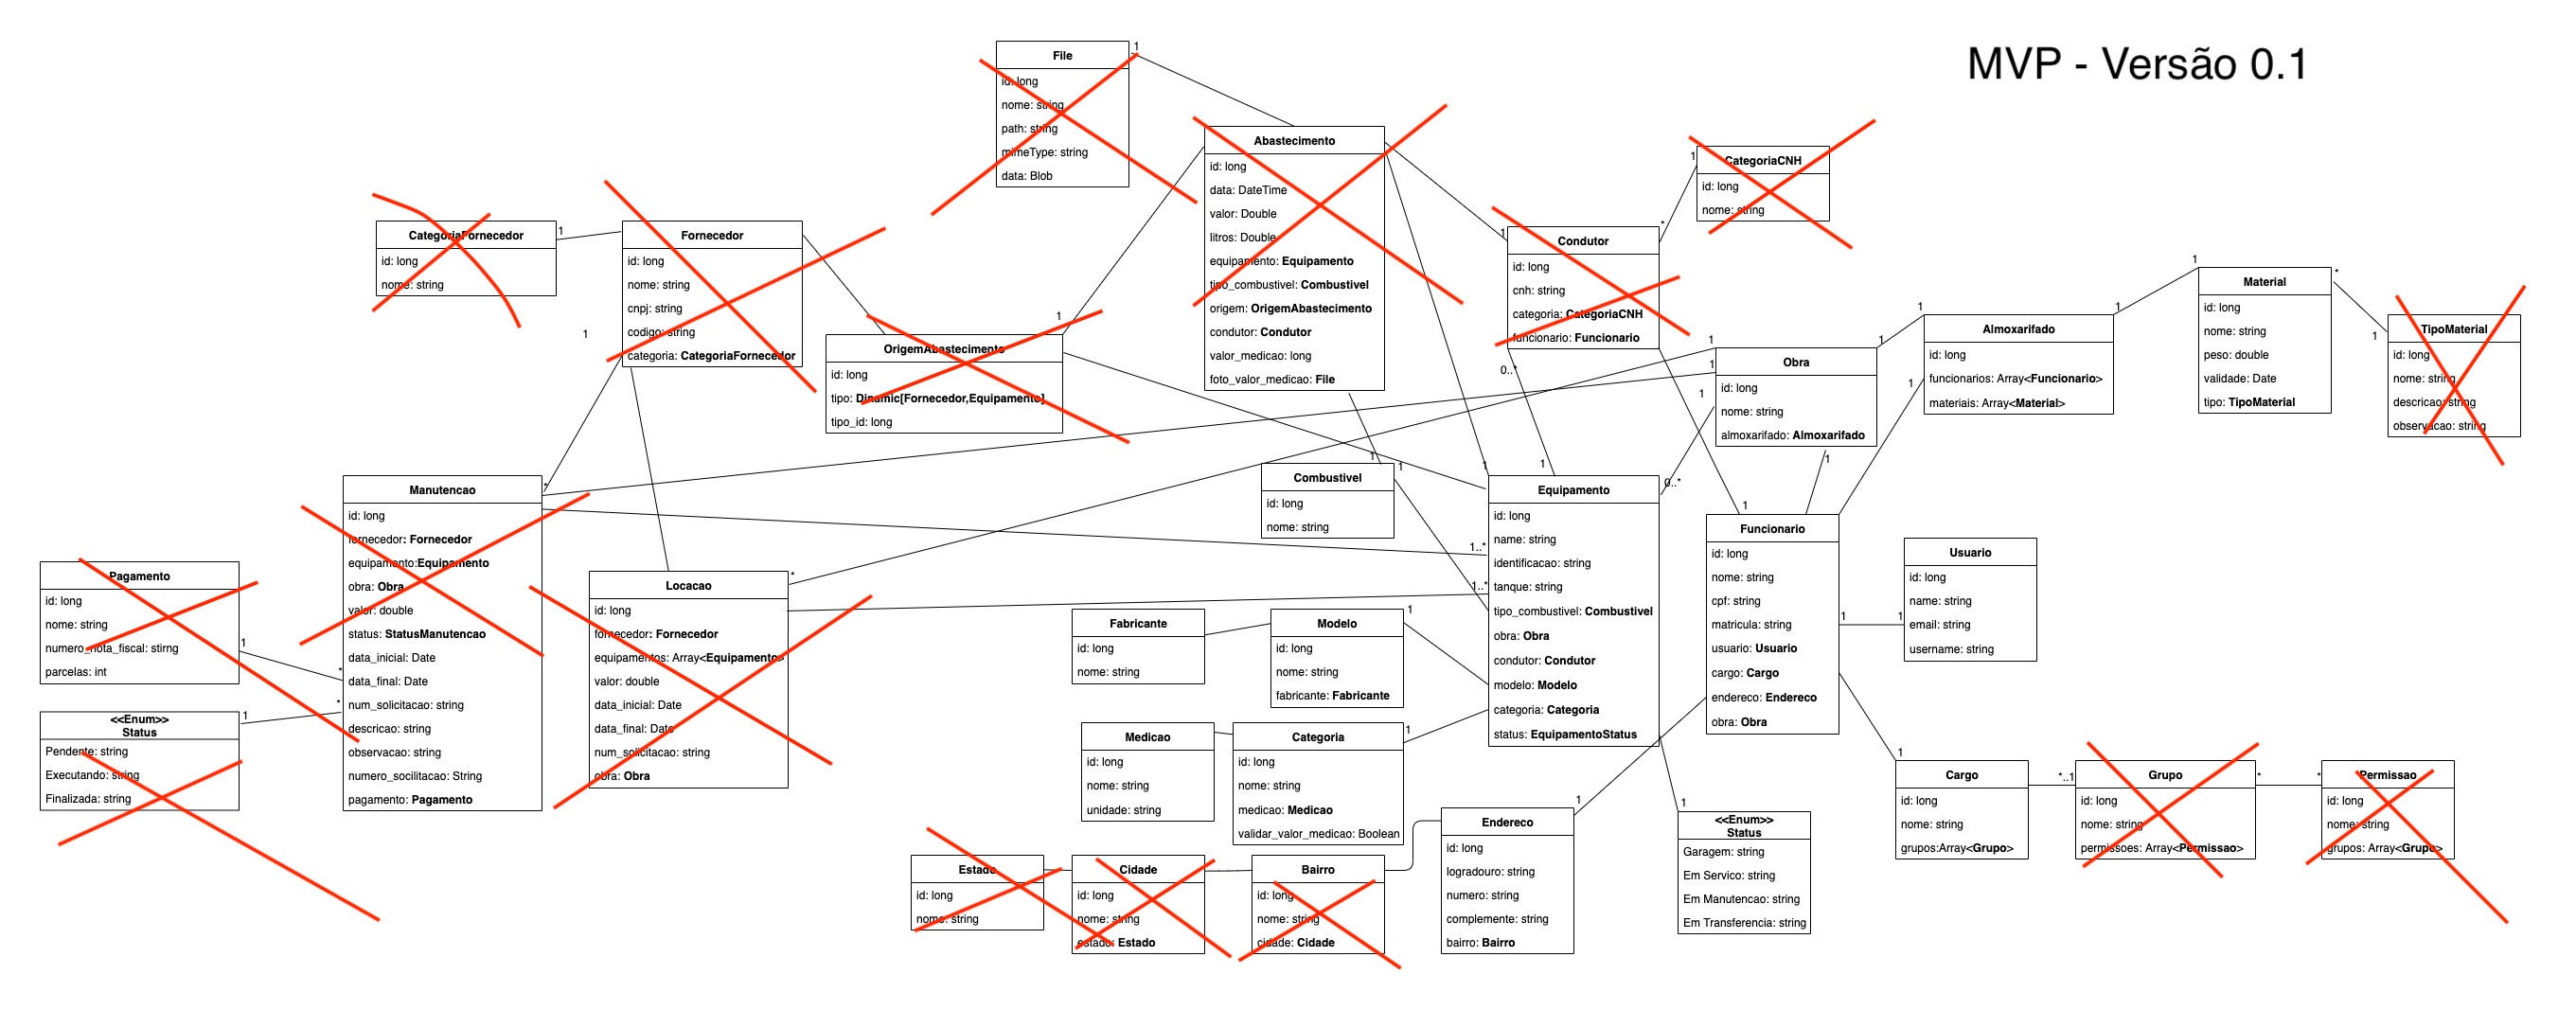 MVP - Versão 0.1
File
id: long
nome: string
path: string
mimeType: string
data: Blob
1
Abastecimento
id: long
data: DateTime
valor: Double
litros: Double
equipamento: Equipamento
tipo_combustivel: Combustivel
origem: OrigemAbastecimento
condutor: Condutor
valor_medicao: long
foto_valor_medicao: File
CategoriaCNH
id: long
nome: string
1
*
Condutor
id: long
cnh: string
categoria: CategoriaCNH
funcionario: Funcionario
1
0..*
CategoriaFornecedor
id: long
nome: string
1
Fornecedor
id: long
nome: string
cnpj: string
codigo: string
categoria: CategoriaFornecedor
1
OrigemAbastecimento
id: long
tipo: Dinamic[Fornecedor,Equipamento]
tipo_id: long
1
Obra
id: long
nome: string
almoxarifado: Almoxarifado
1
1
1
1
1
Almoxarifado
id: long
funcionarios: Array<Funcionario>
materiais: Array<Material>
1
1
1
Material
id: long
nome: string
peso: double
validade: Date
tipo: TipoMaterial
1
*
TipoMaterial
id: long
nome: string
descricao: string
observacao: string
1
Manutencao
id: long
fornecedor: Fornecedor
equipamento:Equipamento
obra: Obra
valor: double
status: StatusManutencao
data_inicial: Date
data_final: Date
num_solicitacao: string
descricao: string
observacao: string
numero_socilitacao: String
pagamento: Pagamento
*
*
*
Pagamento
id: long
nome: string
numero_nota_fiscal: stirng
parcelas: int
1
<<Enum>>
Status
Pendente: string
Executando: string
Finalizada: string
1
Locacao
id: long
fornecedor: Fornecedor
equipamentos: Array<Equipamento>
valor: double
data_inicial: Date
data_final: Date
num_solicitacao: string
obra: Obra
*
Combustivel
id: long
nome: string
1
1
Equipamento
id: long
name: string
identificacao: string
tanque: string
tipo_combustivel: Combustivel
obra: Obra
condutor: Condutor
modelo: Modelo
categoria: Categoria
status: EquipamentoStatus
1
1
0..*
1..*
1..*
Funcionario
id: long
nome: string
cpf: string
matricula: string
usuario: Usuario
cargo: Cargo
endereco: Endereco
obra: Obra
1
1
Usuario
id: long
name: string
email: string
username: string
1
Fabricante
id: long
nome: string
Modelo
id: long
nome: string
fabricante: Fabricante
1
Medicao
id: long
nome: string
unidade: string
Categoria
id: long
nome: string
medicao: Medicao
validar_valor_medicao: Boolean
1
Estado
id: long
nome: string
Cidade
id: long
nome: string
estado: Estado
Bairro
id: long
nome: string
cidade: Cidade
Endereco
id: long
logradouro: string
numero: string
complemente: string
bairro: Bairro
1
<<Enum>>
Status
Garagem: string
Em Servico: string
Em Manutencao: string
Em Transferencia: string
1
Cargo
id: long
nome: string
grupos:Array<Grupo>
1
*..1
Grupo
id: long
nome: string
permissoes: Array<Permissao>
*
*
Permissao
id: long
nome: string
grupos: Array<Grupo>